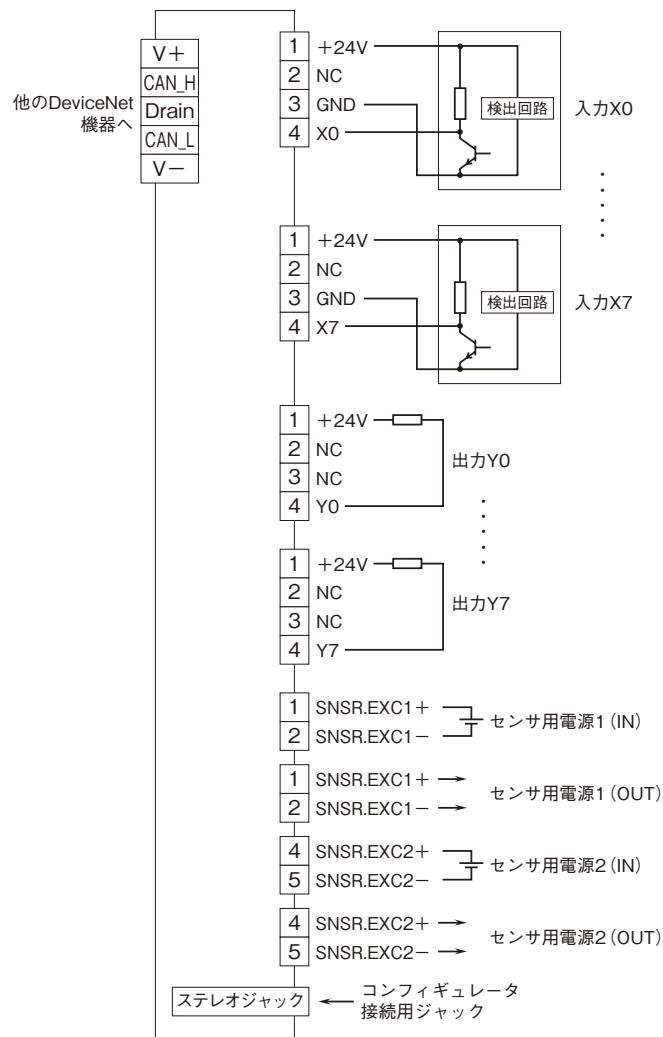 V+
CAN_H
Drain
CAN_L
V−
他のDeviceNet
機器へ
1 +24V
2 NC
3 GND
4 X0
検出回路
入力X0
1 +24V
2 NC
3 GND
4 X7
検出回路
入力X7
1 +24V
2 NC
3 NC
4 Y0
出力Y0
1 +24V
2 NC
3 NC
4 Y7
出力Y7
1 SNSR.EXC1+
2 SNSR.EXC1−
センサ用電源1(IN)
1 SNSR.EXC1+
2 SNSR.EXC1−
センサ用電源1(OUT)
4 SNSR.EXC2+
5 SNSR.EXC2−
センサ用電源2(IN)
4 SNSR.EXC2+
5 SNSR.EXC2−
センサ用電源2(OUT)
ステレオジャック
コンフィギュレータ
接続用ジャック